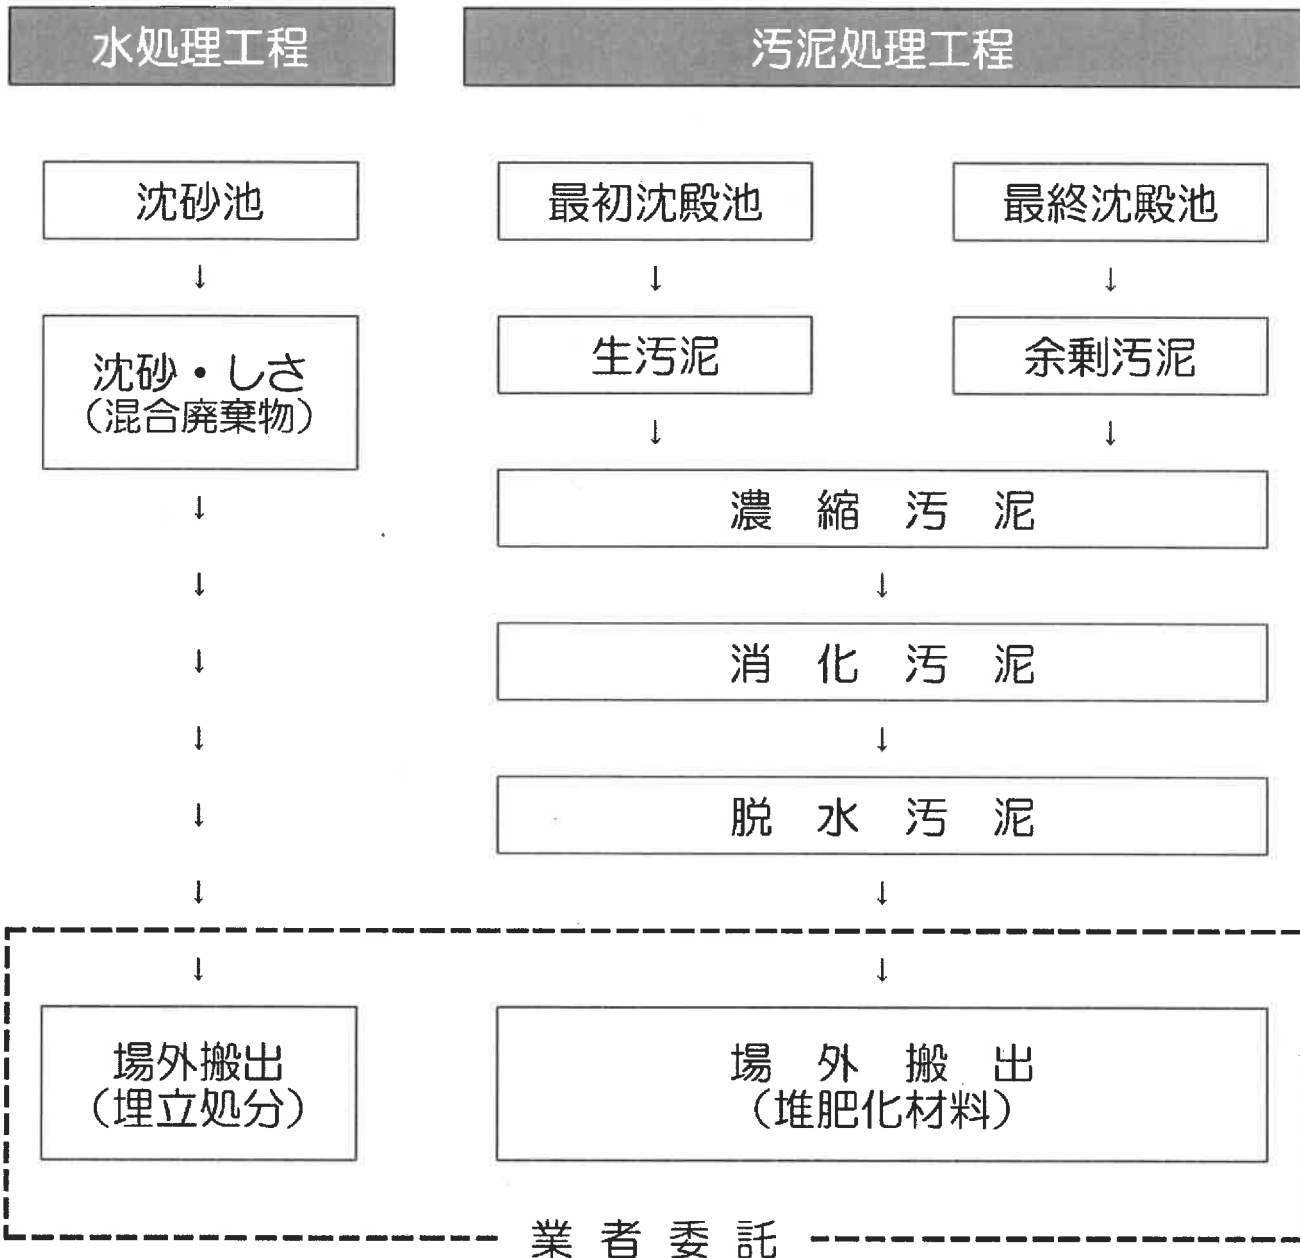 水処理工程
汚泥処理工程
沈砂池
最初沈殿池
最終沈殿池
↓
↓
↓
沈砂・しさ
(混合廃棄物)
生汚泥
余剰汚泥
↓
↓
↓
濃縮汚泥
↓
↓
消化汚泥
↓
↓
↓
脱水汚泥
↓
↓
↓
↓
↓
場外搬出
(埋立処分)
場外搬出
(堆肥化材料)
業者委託